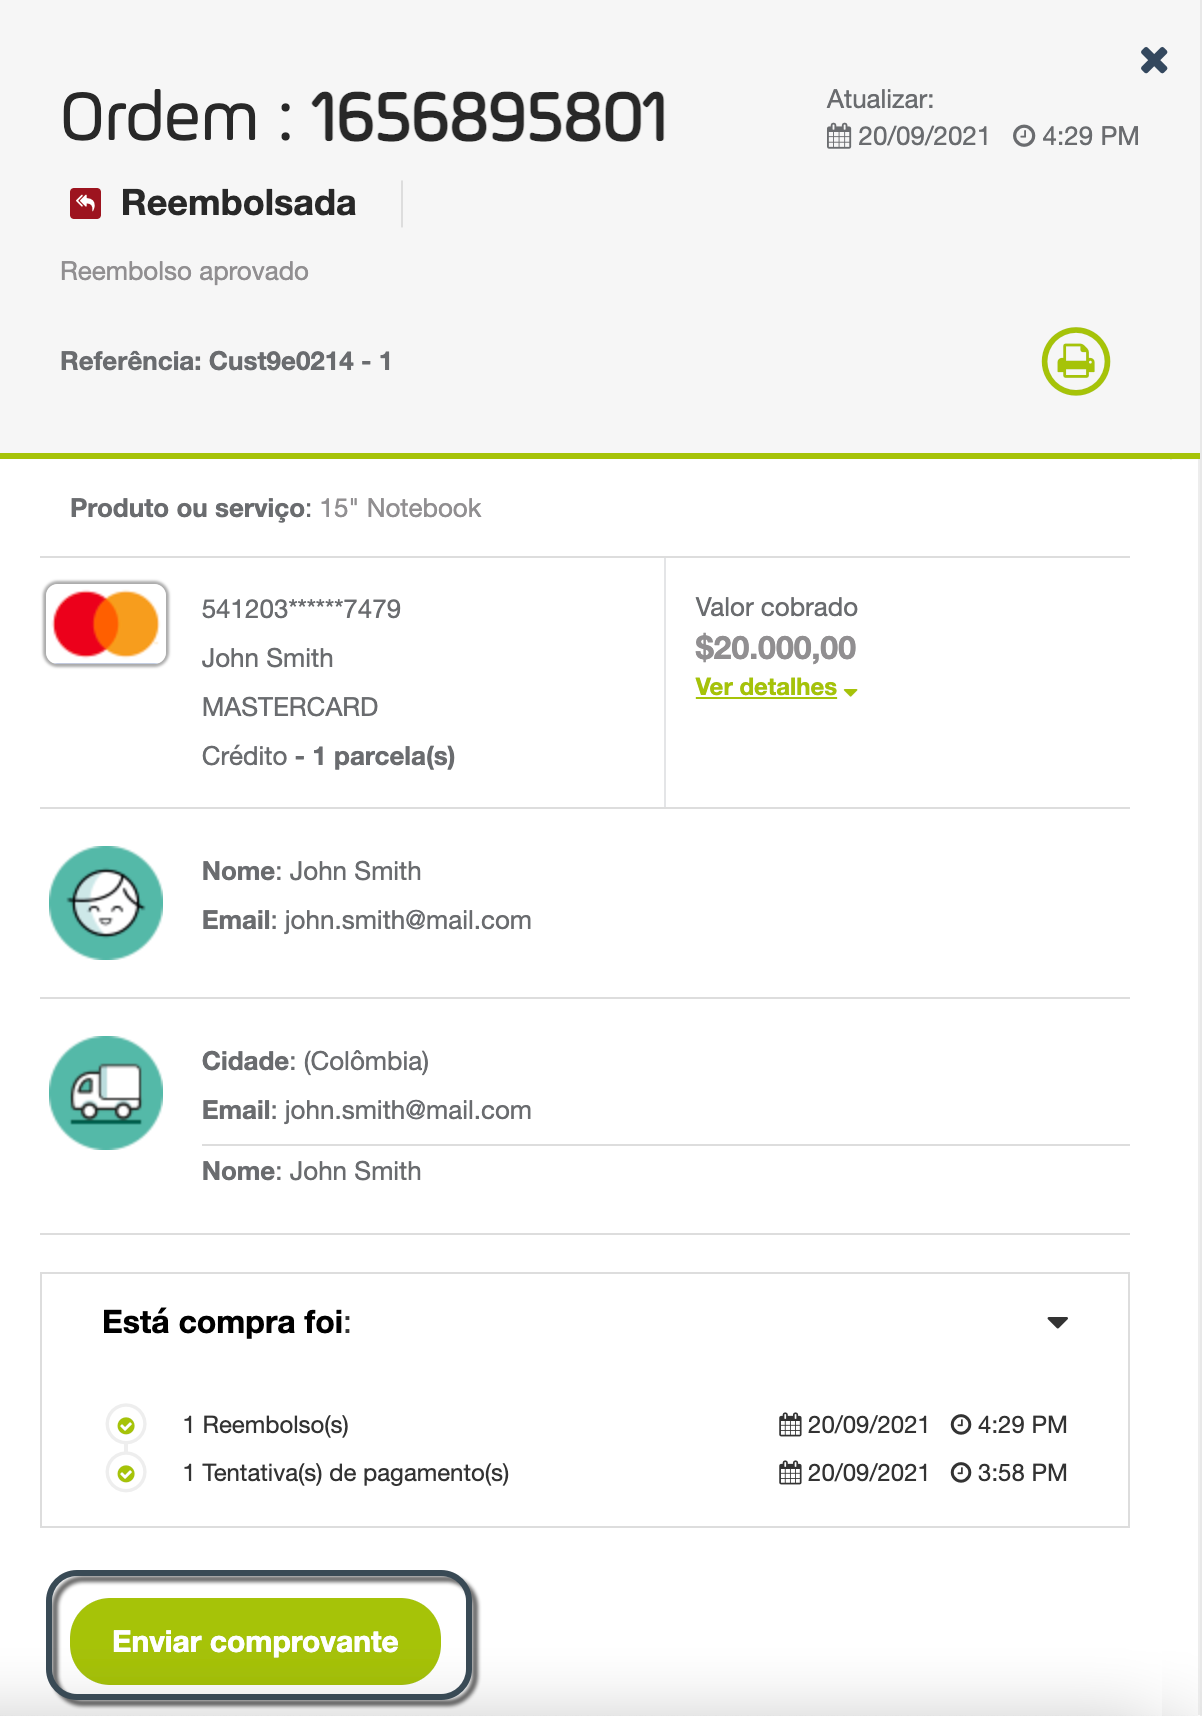 Ordem : 1656895801
Atualizar:
20/09/2021 4:29 PM
Reembolsada
Reembolso aprovado
Referência: Cust9e0214 - 1
Produto ou serviço: 15" Notebook
541203******7479
John Smith
MASTERCARD
Crédito - 1 parcela(s)
Valor cobrado
$20.000,00
Ver detalhes
Nome: John Smith
Email: john.smith@mail.com
Cidade: (Colômbia)
Email: john.smith@mail.com
Nome: John Smith
Está compra foi:
1 Reembolso(s) 20/09/2021 4:29 PM
1 Tentativa(s) de pagamento(s) 20/09/2021 3:58 PM
Enviar comprovante